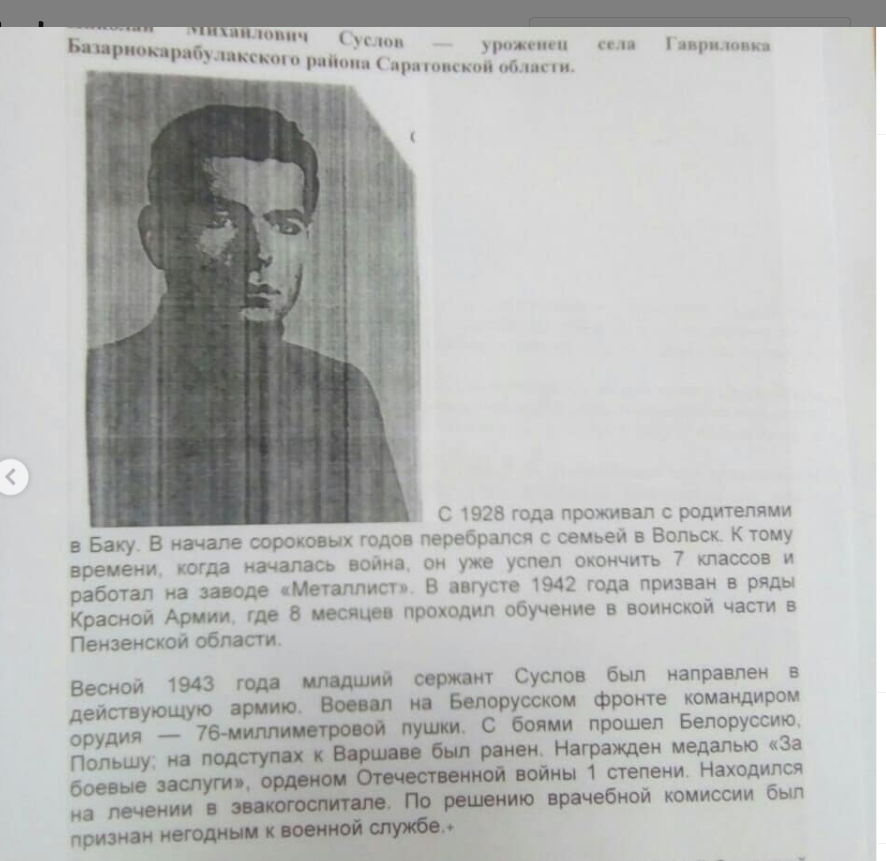 Михайлович Суслов — уроженец села Гавриловка
Базарнокарабулакского района Саратовской области.
С 1928 года проживал с родителями
в Баку. В начале сороковых годов перебрался с семьей в Вольск. К тому
времени, когда началась война, он уже успел окончить 7 классов и
работал на заводе «Металлист». В августе 1942 года призван в ряды
Красной Армии, где 8 месяцев проходил обучение в воинской части в
Пензенской области.
Весной 1943 года младший сержант Суслов был направлен в
действующую армию. Воевал на Белорусском фронте командиром
орудия — 76-миллиметровой пушки. С боями прошел Белоруссию,
Польшу; на подступах к Варшаве был ранен. Награжден медалью «За
боевые заслуги», орденом Отечественной войны 1 степени. Находился
на лечении в эвакогоспитале. По решению врачебной комиссии был
признан негодным к военной службе.+